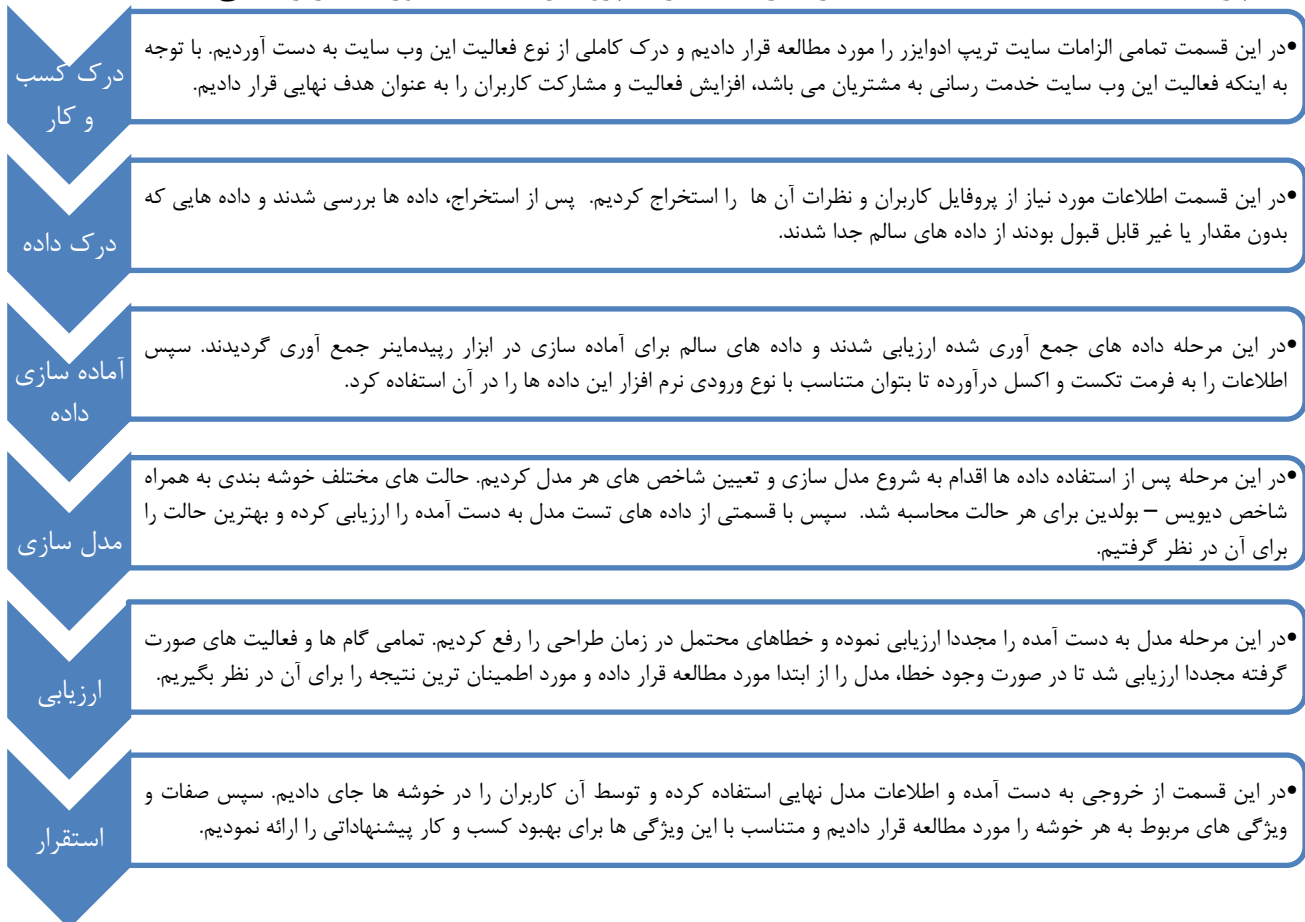 درک کسب
و کار
•در این قسمت تمامی الزامات سایت تریپ ادوایزر را مورد مطالعه قرار دادیم و درک کاملی از نوع فعالیت این وب سایت به دست آوردیم. با توجه
به اینکه فعالیت این وب سایت خدمت رسانی به مشتریان می باشد، افزایش فعالیت و مشارکت کاربران را به عنوان هدف نهایی قرار دادیم.
درک داده
•در این قسمت اطلاعات مورد نیاز از پروفایل کاربران و نظرات آن ها را استخراج کردیم. پس از استخراج، داده ها بررسی شدند و داده هایی که
بدون مقدار یا غیر قابل قبول بودند از داده های سالم جدا شدند.
آماده سازی
داده
•در این مرحله داده های جمع آوری شده ارزیابی شدند و داده های سالم برای آماده سازی در ابزار رپیدماینر جمع آوری گردیدند. سپس
اطلاعات را به فرمت تکست و اکسل درآورده تا بتوان متناسب با نوع ورودی نرم افزار این داده ها را در آن استفاده کرد.
مدل سازی
•در این مرحله پس از استفاده داده ها اقدام به شروع مدل سازی و تعیین شاخص های هر مدل کردیم. حالت های مختلف خوشه بندی به همراه
شاخص دیویس – بولدین برای هر حالت محاسبه شد. سپس با قسمتی از داده های تست مدل به دست آمده را ارزیابی کرده و بهترین حالت را
برای آن در نظر گرفتیم.
ارزیابی
•در این مرحله مدل به دست آمده را مجددا ارزیابی نموده و خطاهای محتمل در زمان طراحی را رفع کردیم. تمامی گام ها و فعالیت های صورت
گرفته مجددا ارزیابی شد تا در صورت وجود خطا، مدل را از ابتدا مورد مطالعه قرار داده و مورد اطمینان ترین نتیجه را برای آن در نظر بگیریم.
استقرار
•در این قسمت از خروجی به دست آمده و اطلاعات مدل نهایی استفاده کرده و توسط آن کاربران را در خوشه ها جای دادیم. سپس صفات و
ویژگی های مربوط به هر خوشه را مورد مطالعه قرار دادیم و متناسب با این ویژگی ها برای بهبود کسب و کار پیشنهاداتی را ارائه نمودیم.